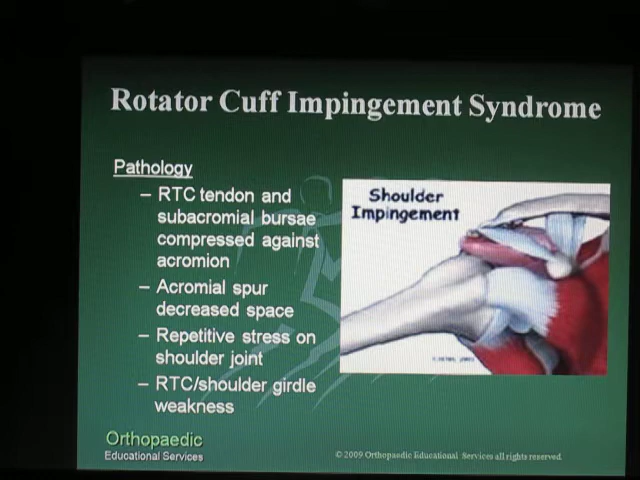 Rotator Cuff Impingement Syndrome
Pathology
– RTC tendon and
subacromial bursae
compressed against
acromion
– Acromial spur
decreased space
– Repetitive stress on
shoulder joint
– RTC/shoulder girdle
weakness
Shoulder
Impingement
Orthopaedic
Educational Services
© 2009 Orthopaedic Educational Services all rights reserved.